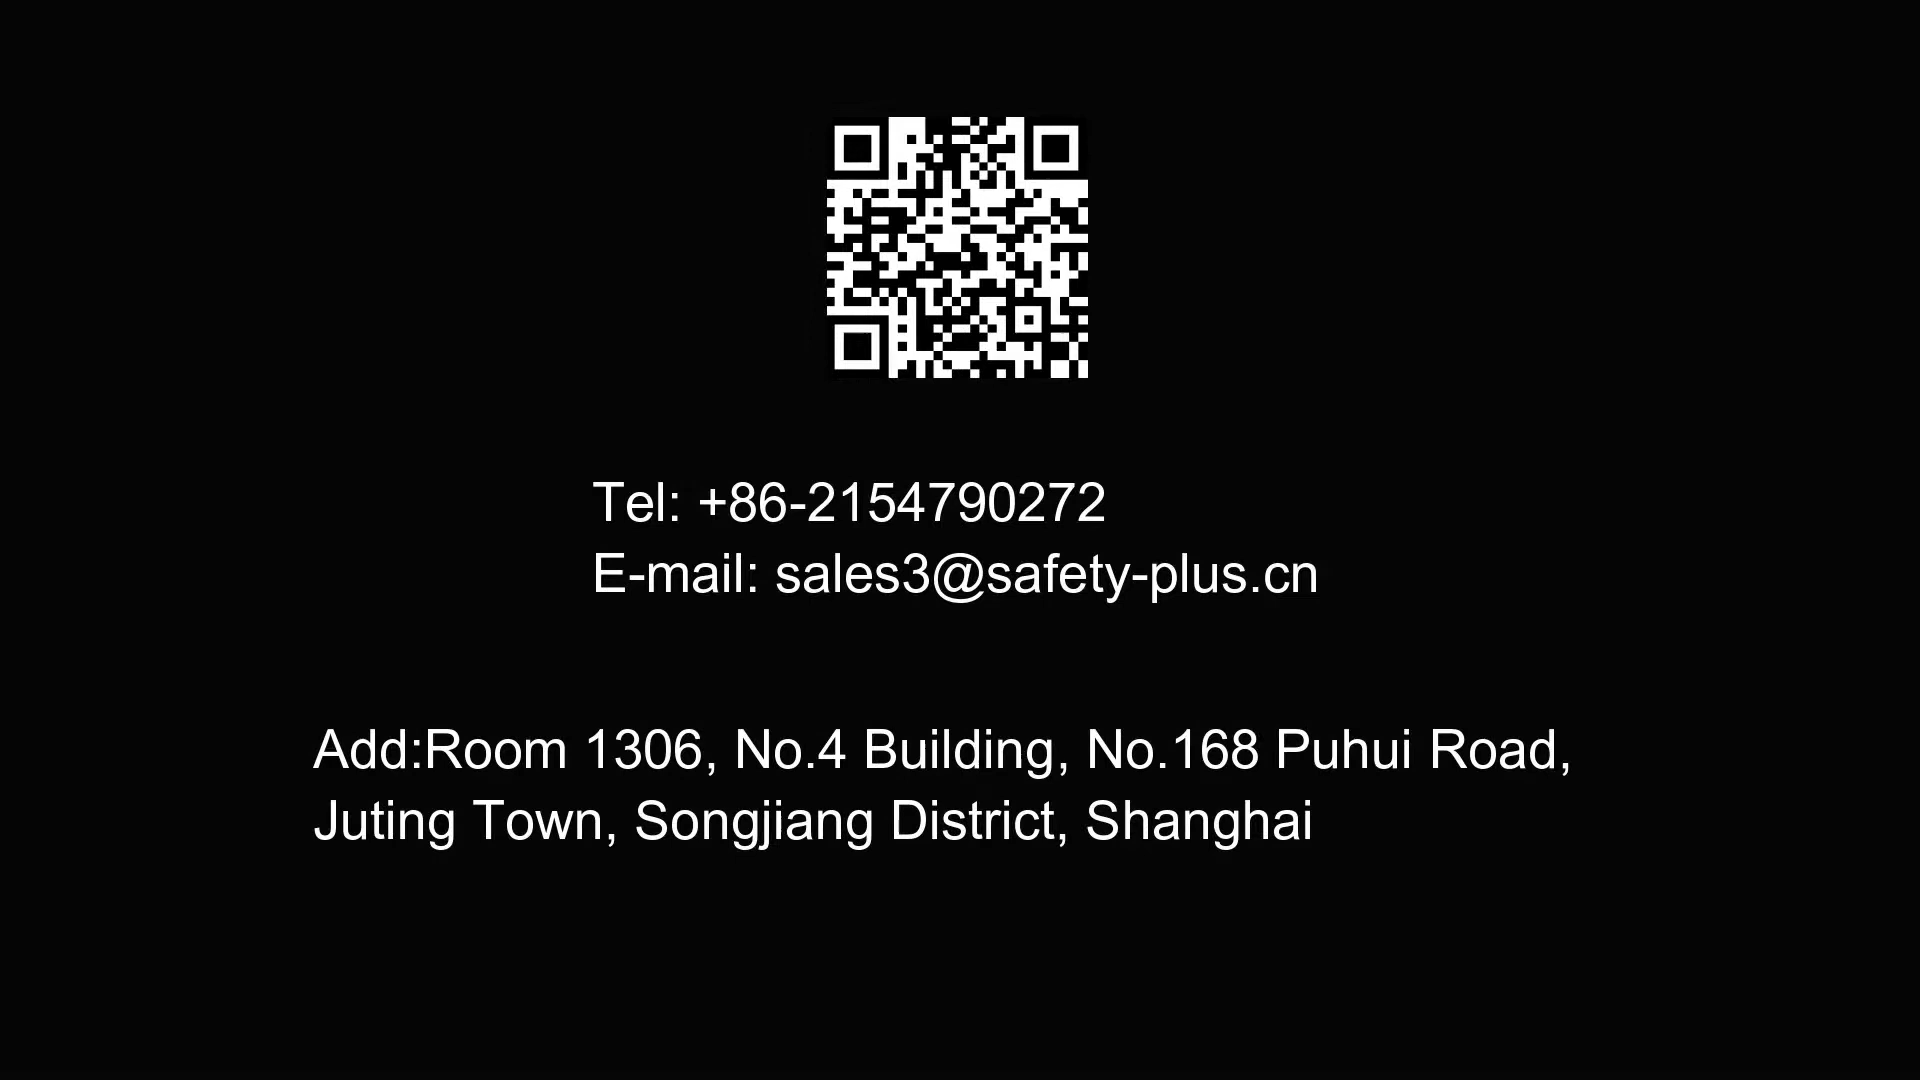 Tel: +86-2154790272
E-mail: sales3@safety-plus.cn
Add:Room 1306, No.4 Building, No.168 Puhui Road,
Juting Town, Songjiang District, Shanghai